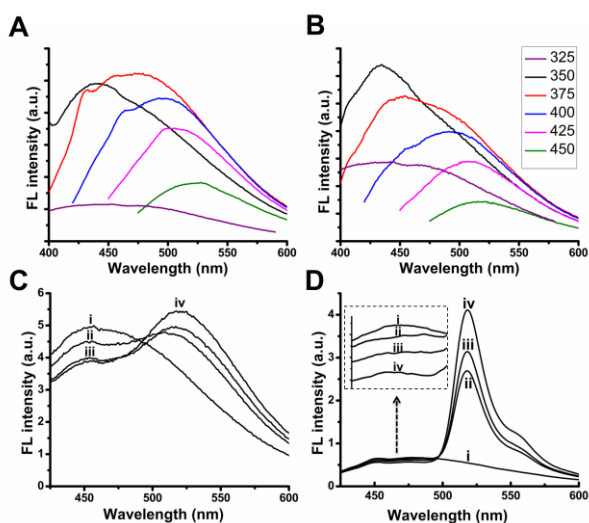 A
FL intensity (a.u.)
400 450 500 550 600
Wavelength (nm)
B
325
350
375
400
425
450
FL intensity (a.u.)
400 450 500 550 600
Wavelength (nm)
C
6
5
4
3
2
1
0
FL intensity (a.u.)
i
ii
iii
iv
450 500 550 600
Wavelength (nm)
D
4
3
2
1
0
FL intensity (a.u.)
i
ii
iii
iv
iv
iii
ii
i
450 500 550 600
Wavelength (nm)